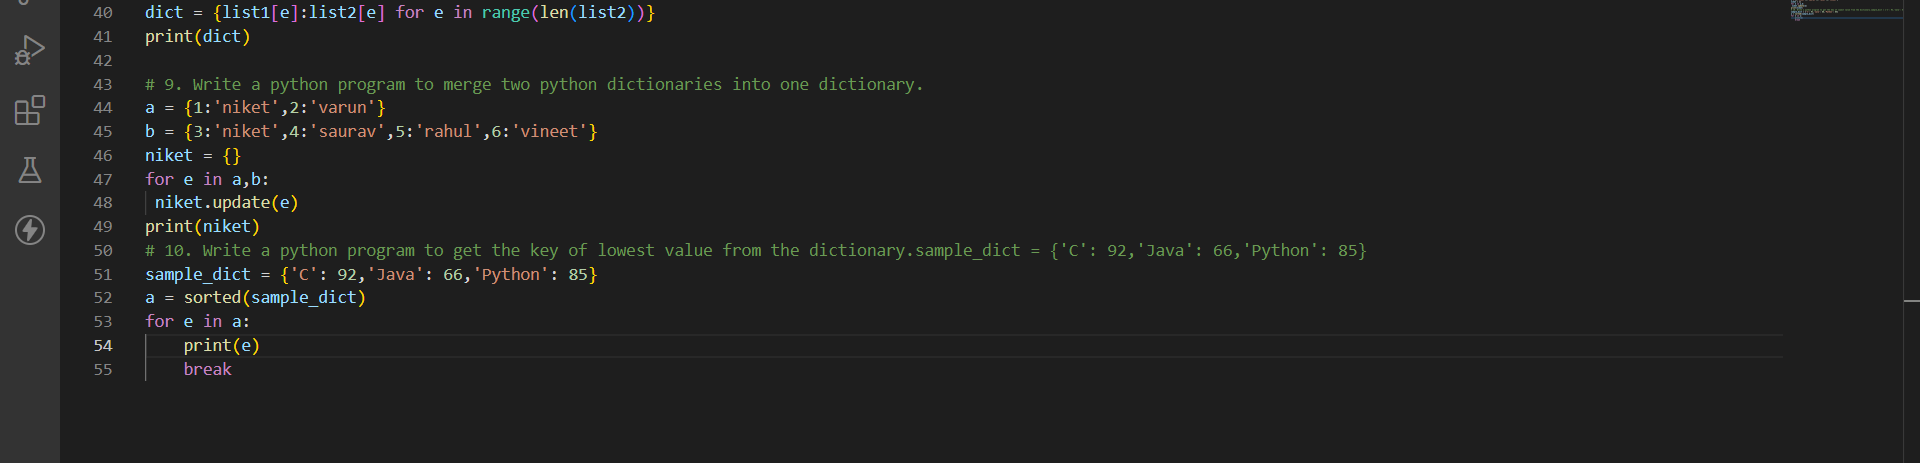 40 dict = {list1[e]:list2[e] for e in range(len(list2))}
41 print(dict)
42
43 # 9. Write a python program to merge two python dictionaries into one dictionary.
44 a = {1:'niket',2:'varun'}
45 b = {3:'niket',4:'saurav',5:'rahul',6:'vineet'}
46 niket = {}
47 for e in a,b:
48  niket.update(e)
49 print(niket)
50 # 10. Write a python program to get the key of lowest value from the dictionary.sample_dict = {'C': 92,'Java': 66,'Python': 85}
51 sample_dict = {'C': 92,'Java': 66,'Python': 85}
52 a = sorted(sample_dict)
53 for e in a:
54     print(e)
55     break